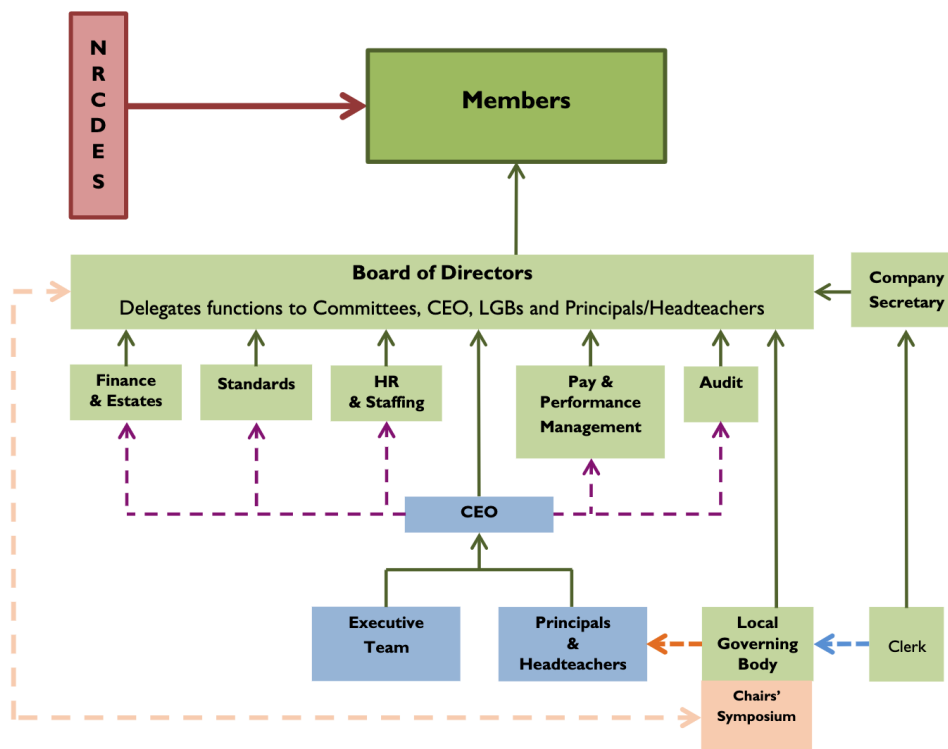 N
R
C
D
E
S
Members
Board of Directors
Delegates functions to Committees, CEO, LGBs and Principals/Headteachers
Company
Secretary
Finance
& Estates
Standards
HR
& Staffing
Pay &
Performance
Management
Audit
CEO
Executive
Team
Principals
&
Headteachers
Local
Governing
Body
Clerk
Chairs'
Symposium